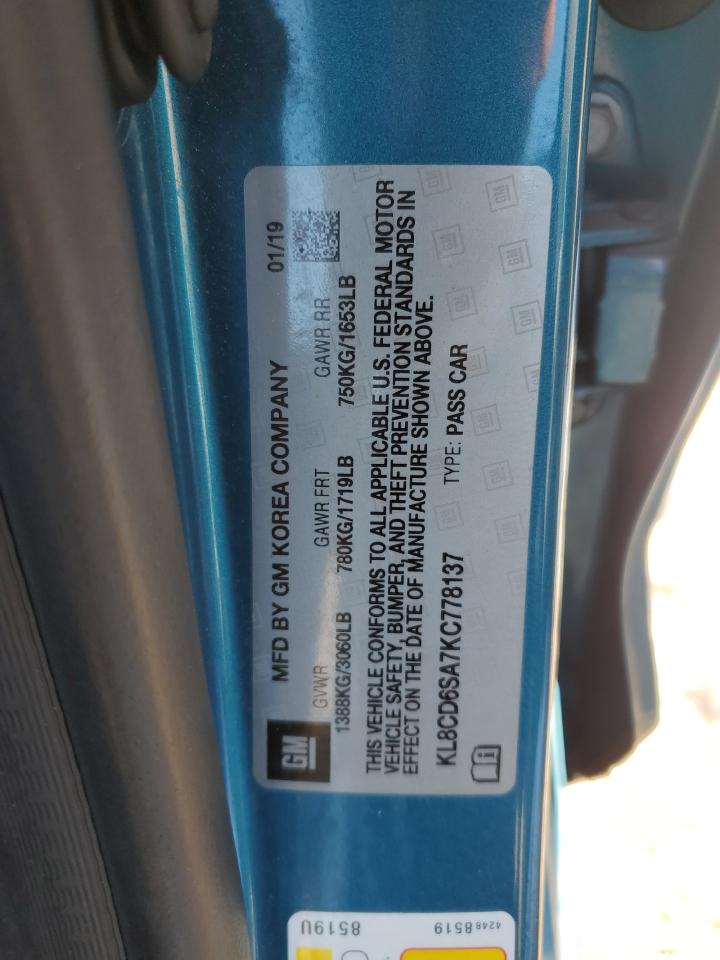 MFD BY GM KOREA COMPANY 01/19
GVWR GAWR FRT GAWR RR
1388KG/3060LB 780KG/1719LB 750KG/1653LB
THIS VEHICLE CONFORMS TO ALL APPLICABLE U.S. FEDERAL MOTOR
VEHICLE SAFETY, BUMPER, AND THEFT PREVENTION STANDARDS IN
EFFECT ON THE DATE OF MANUFACTURE SHOWN ABOVE.
KL8CD6SA7KC778137 TYPE: PASS CAR
GM
8519U
42488519